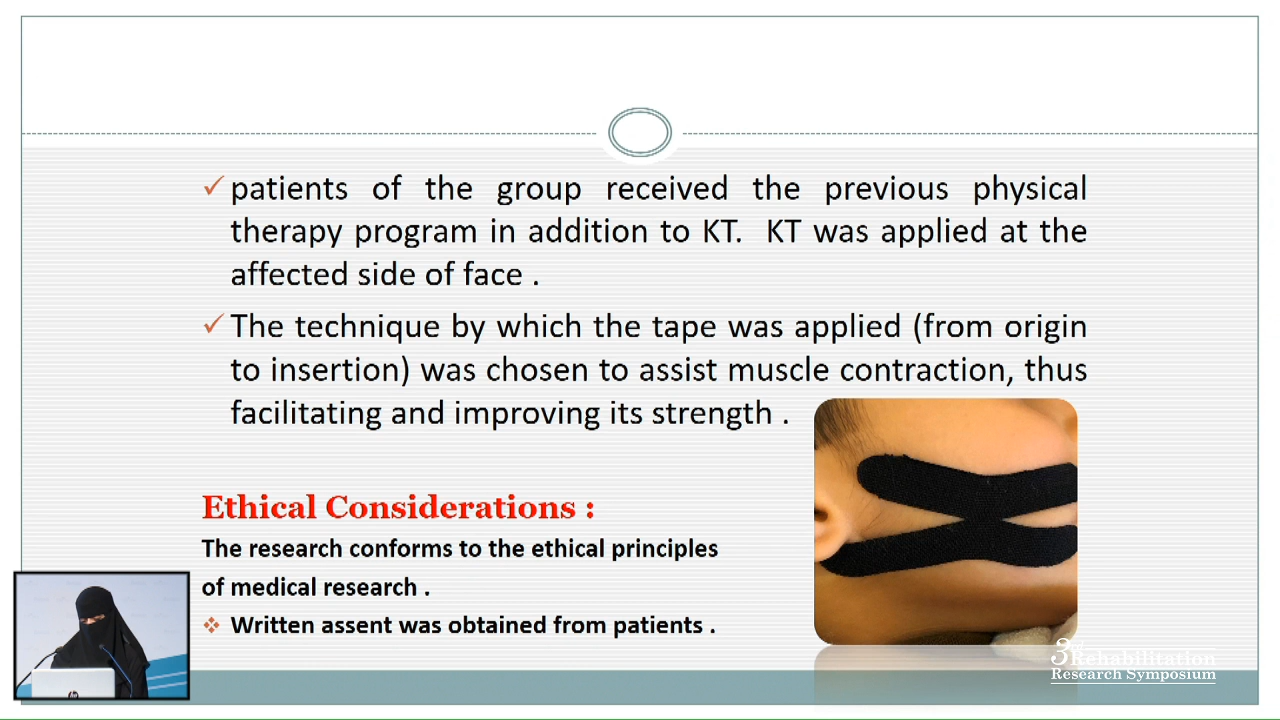 patients of the group received the previous physical
therapy program in addition to KT. KT was applied at the
affected side of face .
The technique by which the tape was applied (from origin
to insertion) was chosen to assist muscle contraction, thus
facilitating and improving its strength .
Ethical Considerations :
The research conforms to the ethical principles
of medical research .
Written assent was obtained from patients .
3rd Rehabilitation
Research Symposium
hp